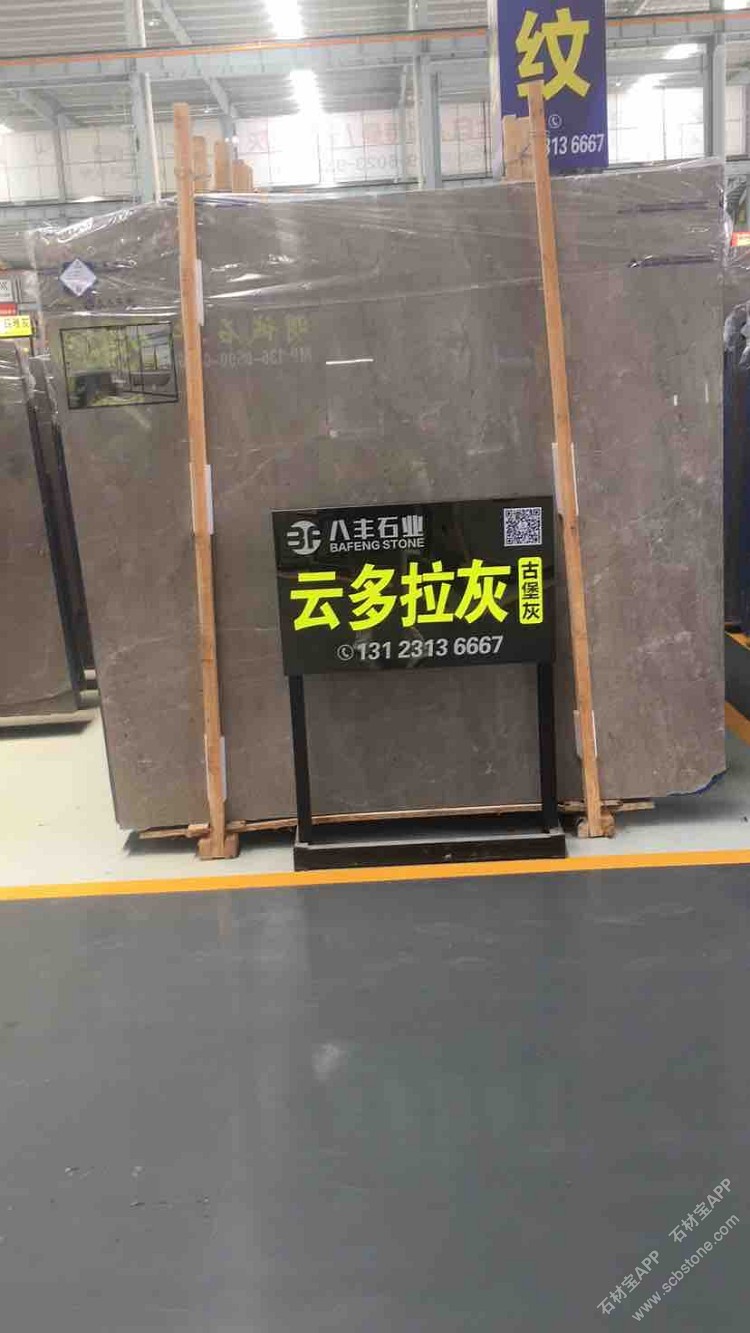 纹
313 6667
八丰石业
BAFENG STONE
云多拉灰
古堡灰
131 2313 6667
石材宝APP 石材宝APP
www.scbstone.com